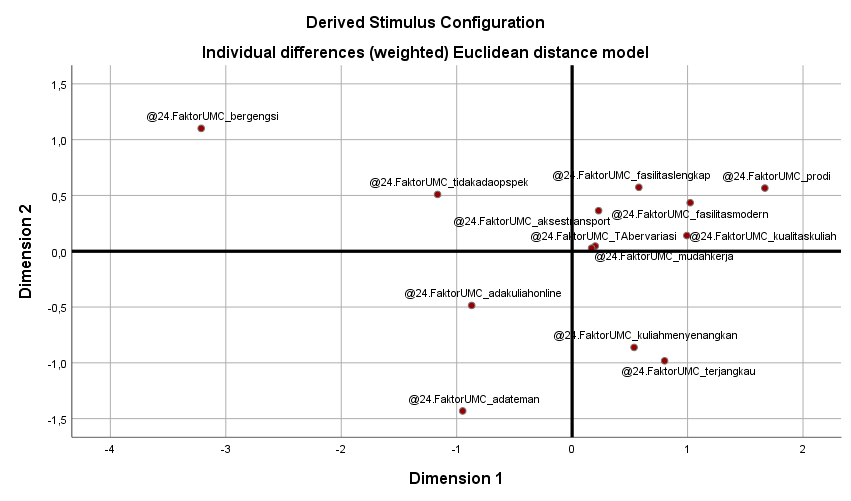 Derived Stimulus Configuration
Individual differences (weighted) Euclidean distance model
Dimension 2
1,5
1,0
0,5
0,0
-0,5
-1,0
-1,5
@24.FaktorUMC_bergengsi
@24.FaktorUMC_tidakadaopspek
@24.FaktorUMC_fasilitaslengkap
@24.FaktorUMC_prodi
@24.FaktorUMC_aksestransport
@24.FaktorUMC_fasilitasmodern
@24.FaktorUMC_TAbervariasi
@24.FaktorUMC_kualitaskuliah
@24.FaktorUMC_mudahkerja
@24.FaktorUMC_adakuliahonline
@24.FaktorUMC_kuliahmenyenangkan
@24.FaktorUMC_terjangkau
@24.FaktorUMC_adateman
-4 -3 -2 -1 0 1 2
Dimension 1